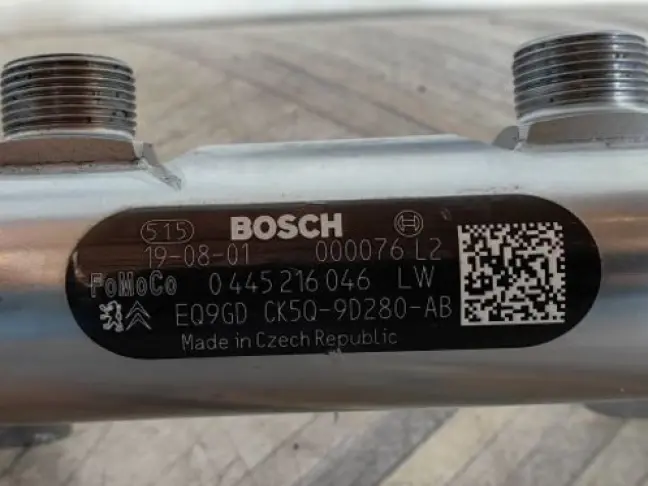 515 BOSCH
19-08-01 000076 L2
FoMoCo 0 445 216 046 LW
EQ9GD CK5Q-9D280-AB
Made in Czech Republic